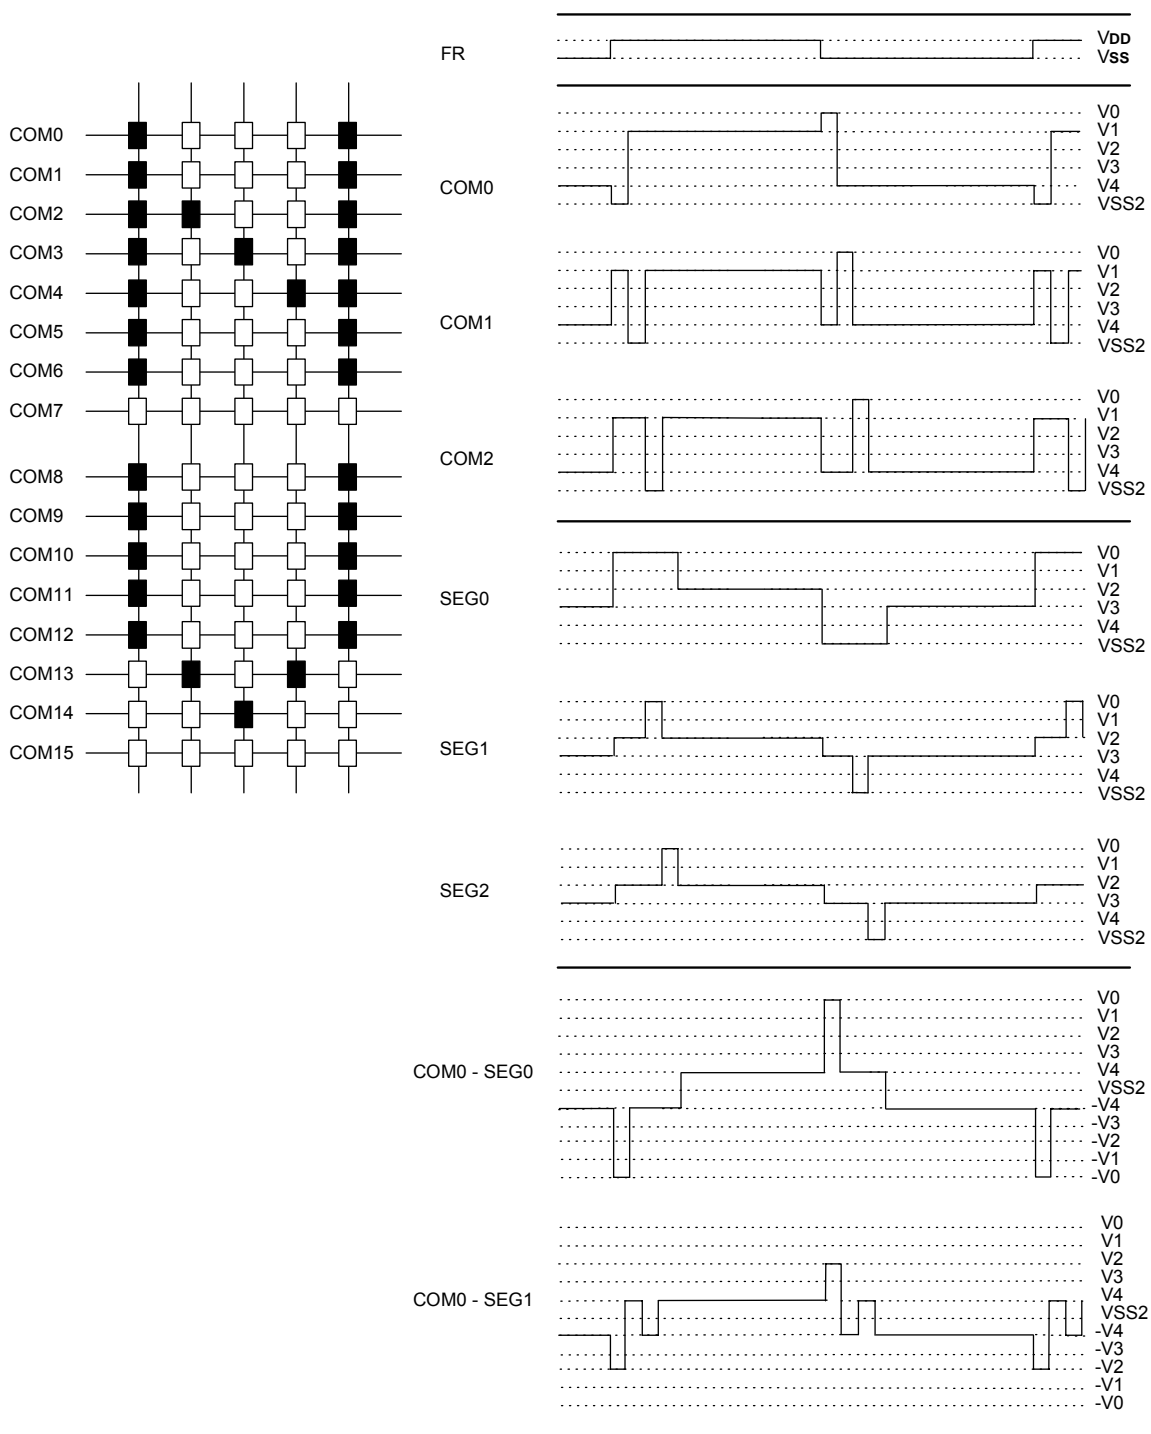 FR
VDD
VSS
COM0
COM1
COM2
COM3
COM4
COM5
COM6
COM7
COM8
COM9
COM10
COM11
COM12
COM13
COM14
COM15
COM0
V0
V1
V2
V3
V4
VSS2
COM1
V0
V1
V2
V3
V4
VSS2
COM2
V0
V1
V2
V3
V4
VSS2
SEG0
V0
V1
V2
V3
V4
VSS2
SEG1
V0
V1
V2
V3
V4
VSS2
SEG2
V0
V1
V2
V3
V4
VSS2
COM0 - SEG0
V0
V1
V2
V3
V4
VSS2
-V4
-V3
-V2
-V1
-V0
COM0 - SEG1
V0
V1
V2
V3
V4
VSS2
-V4
-V3
-V2
-V1
-V0